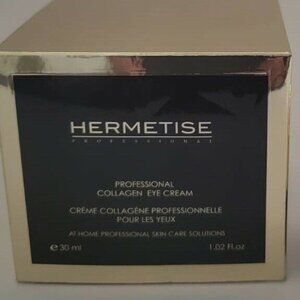 HERMETISE
PROFESSIONAL
PROFESSIONAL
COLLAGEN EYE CREAM
CRÈME COLLAGÈNE PROFESSIONNELLE
POUR LES YEUX
AT HOME PROFESSIONAL SKIN CARE SOLUTIONS
℮ 30 ml 1.02 fl.oz